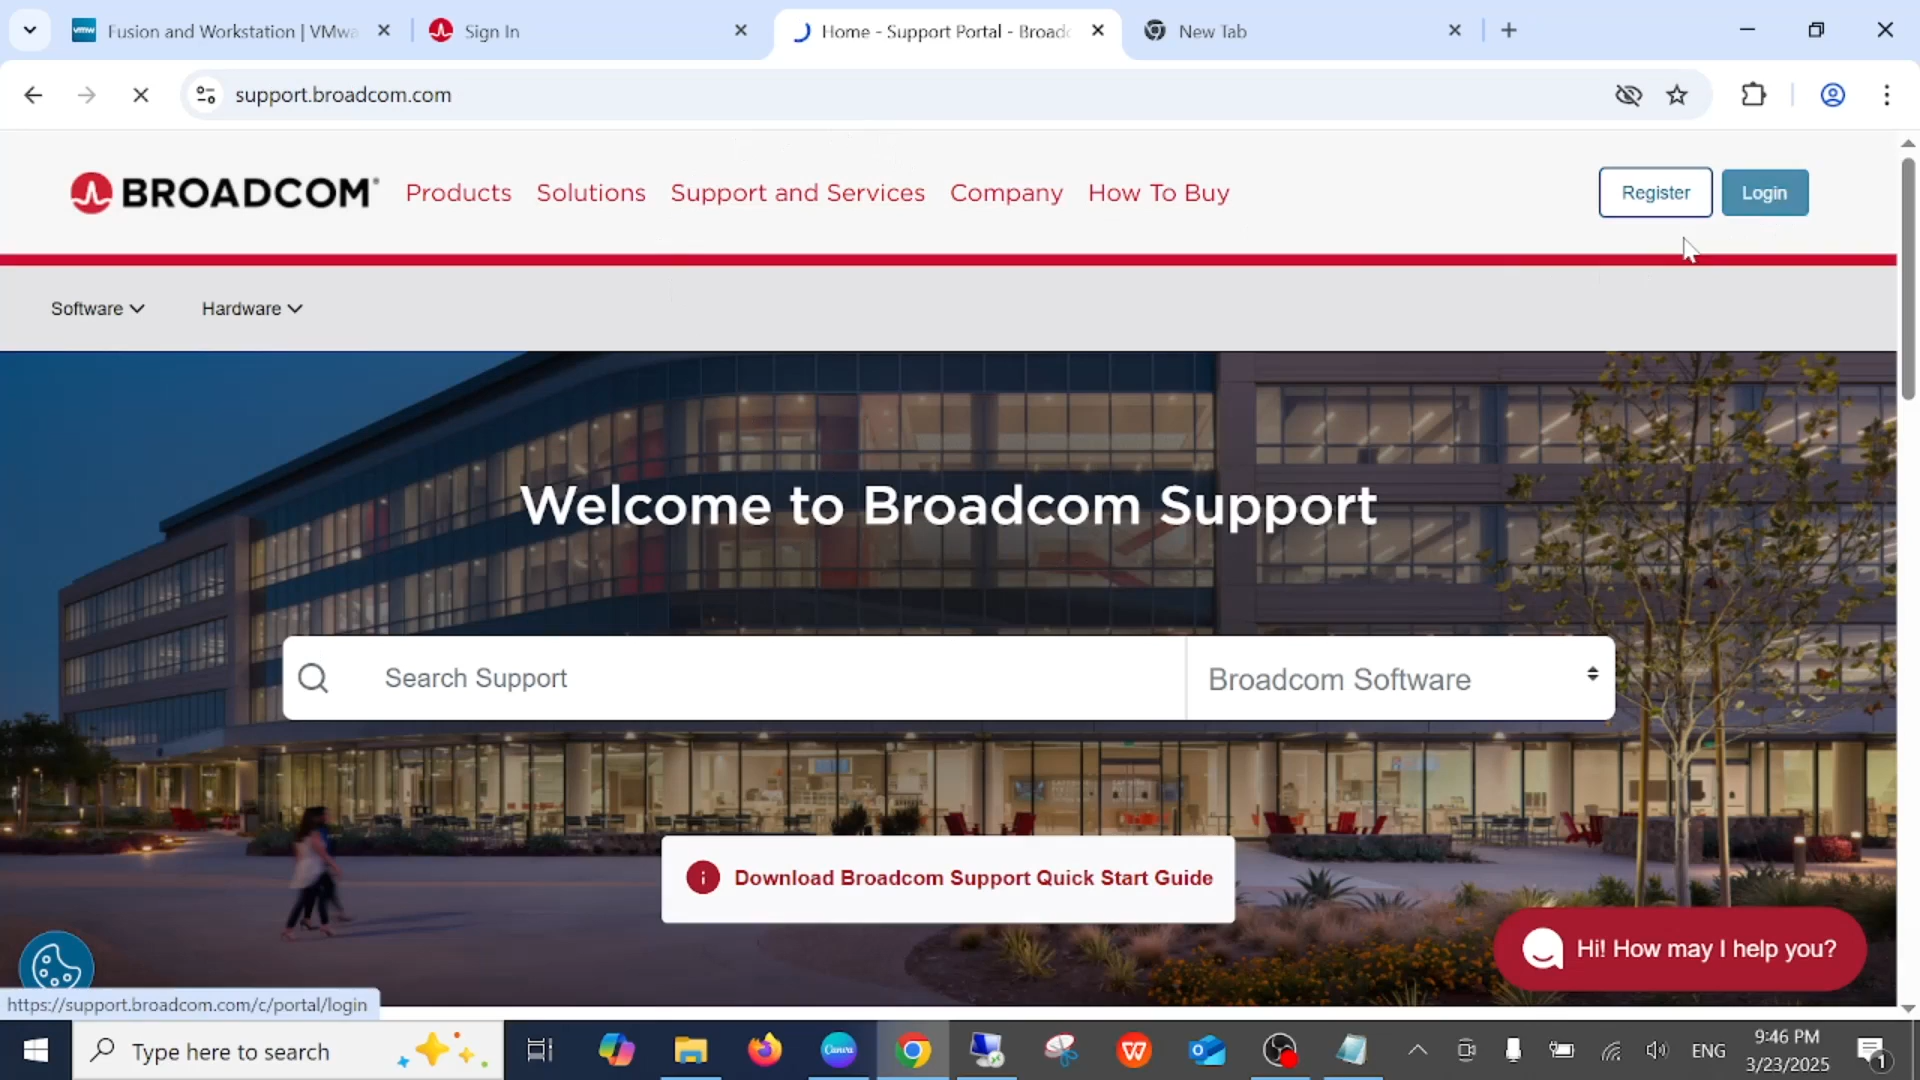 vmw Fusion and Workstation | VMwa
Sign In
Home - Support Portal - Broadc
New Tab
support.broadcom.com
BROADCOM
Products
Solutions
Support and Services
Company
How To Buy
Register
Login
Software
Hardware
Welcome to Broadcom Support
Search Support
Broadcom Software
i Download Broadcom Support Quick Start Guide
Hi! How may I help you?
https://support.broadcom.com/c/portal/login
Type here to search
Canva
W
ENG
9:46 PM
3/23/2025
1